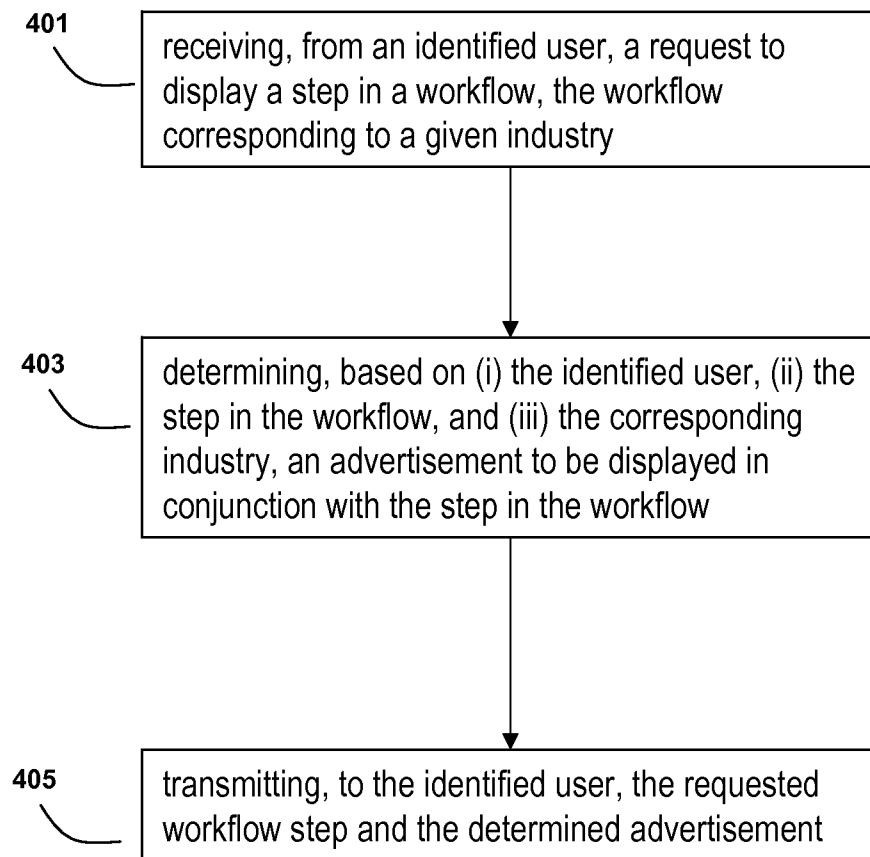 401
receiving, from an identified user, a request to
display a step in a workflow, the workflow
corresponding to a given industry
403
determining, based on (i) the identified user, (ii) the
step in the workflow, and (iii) the corresponding
industry, an advertisement to be displayed in
conjunction with the step in the workflow
405
transmitting, to the identified user, the requested
workflow step and the determined advertisement